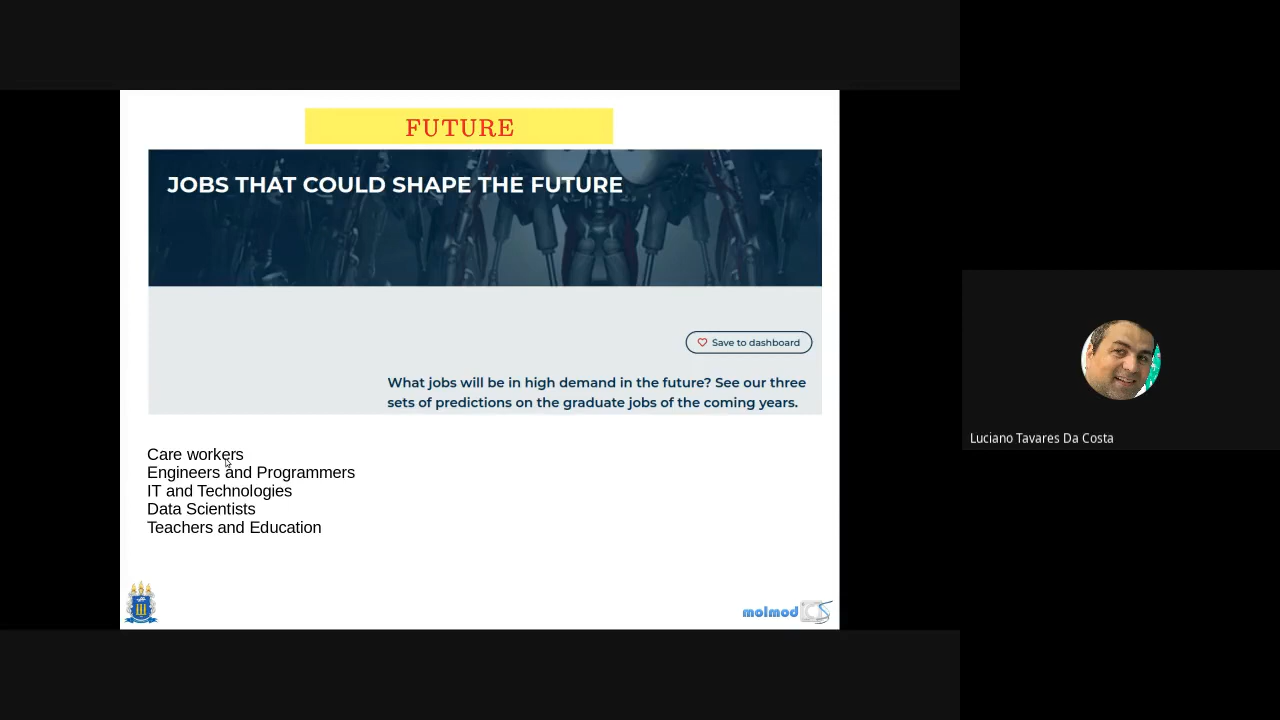 FUTURE
JOBS THAT COULD SHAPE THE FUTURE
Save to dashboard
What jobs will be in high demand in the future? See our three
sets of predictions on the graduate jobs of the coming years.
Care workers
Engineers and Programmers
IT and Technologies
Data Scientists
Teachers and Education
molmod CS
Luciano Tavares Da Costa